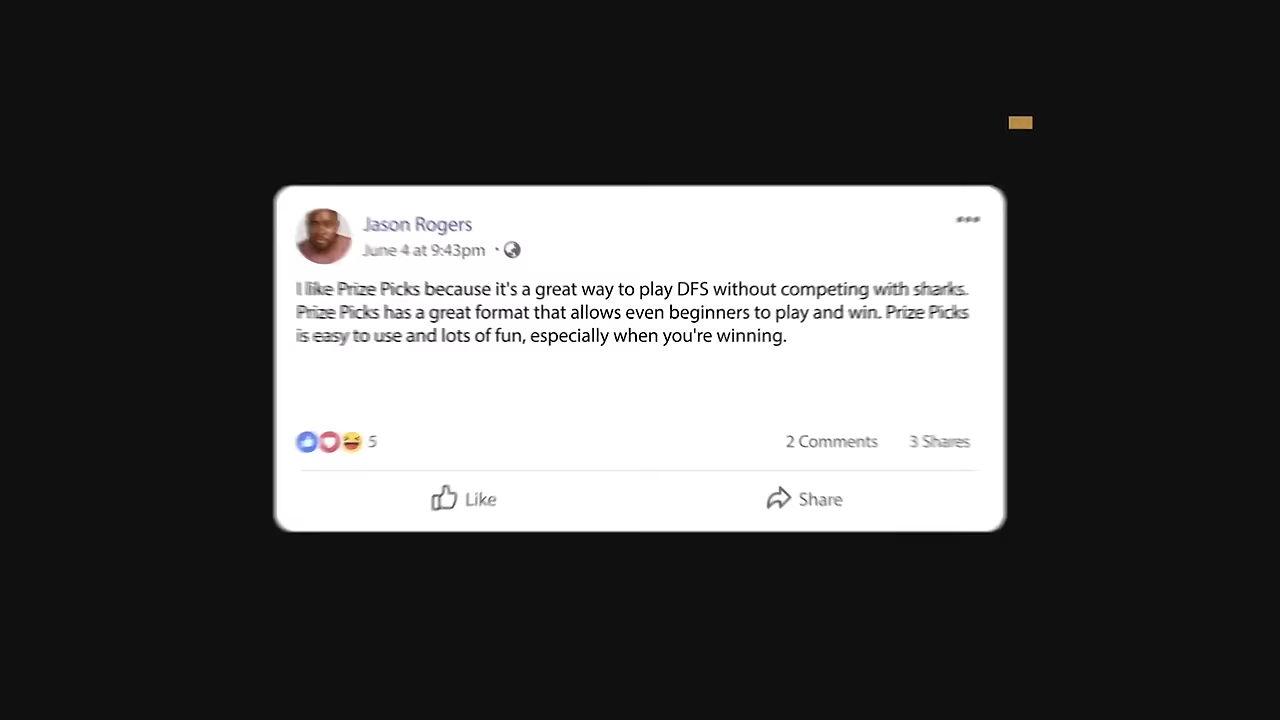 Jason Rogers
June 4 at 9:43pm ·
I like Prize Picks because it's a great way to play DFS without competing with sharks.
Prize Picks has a great format that allows even beginners to play and win. Prize Picks
is easy to use and lots of fun, especially when you're winning.
5 2 Comments 3 Shares
Like Share